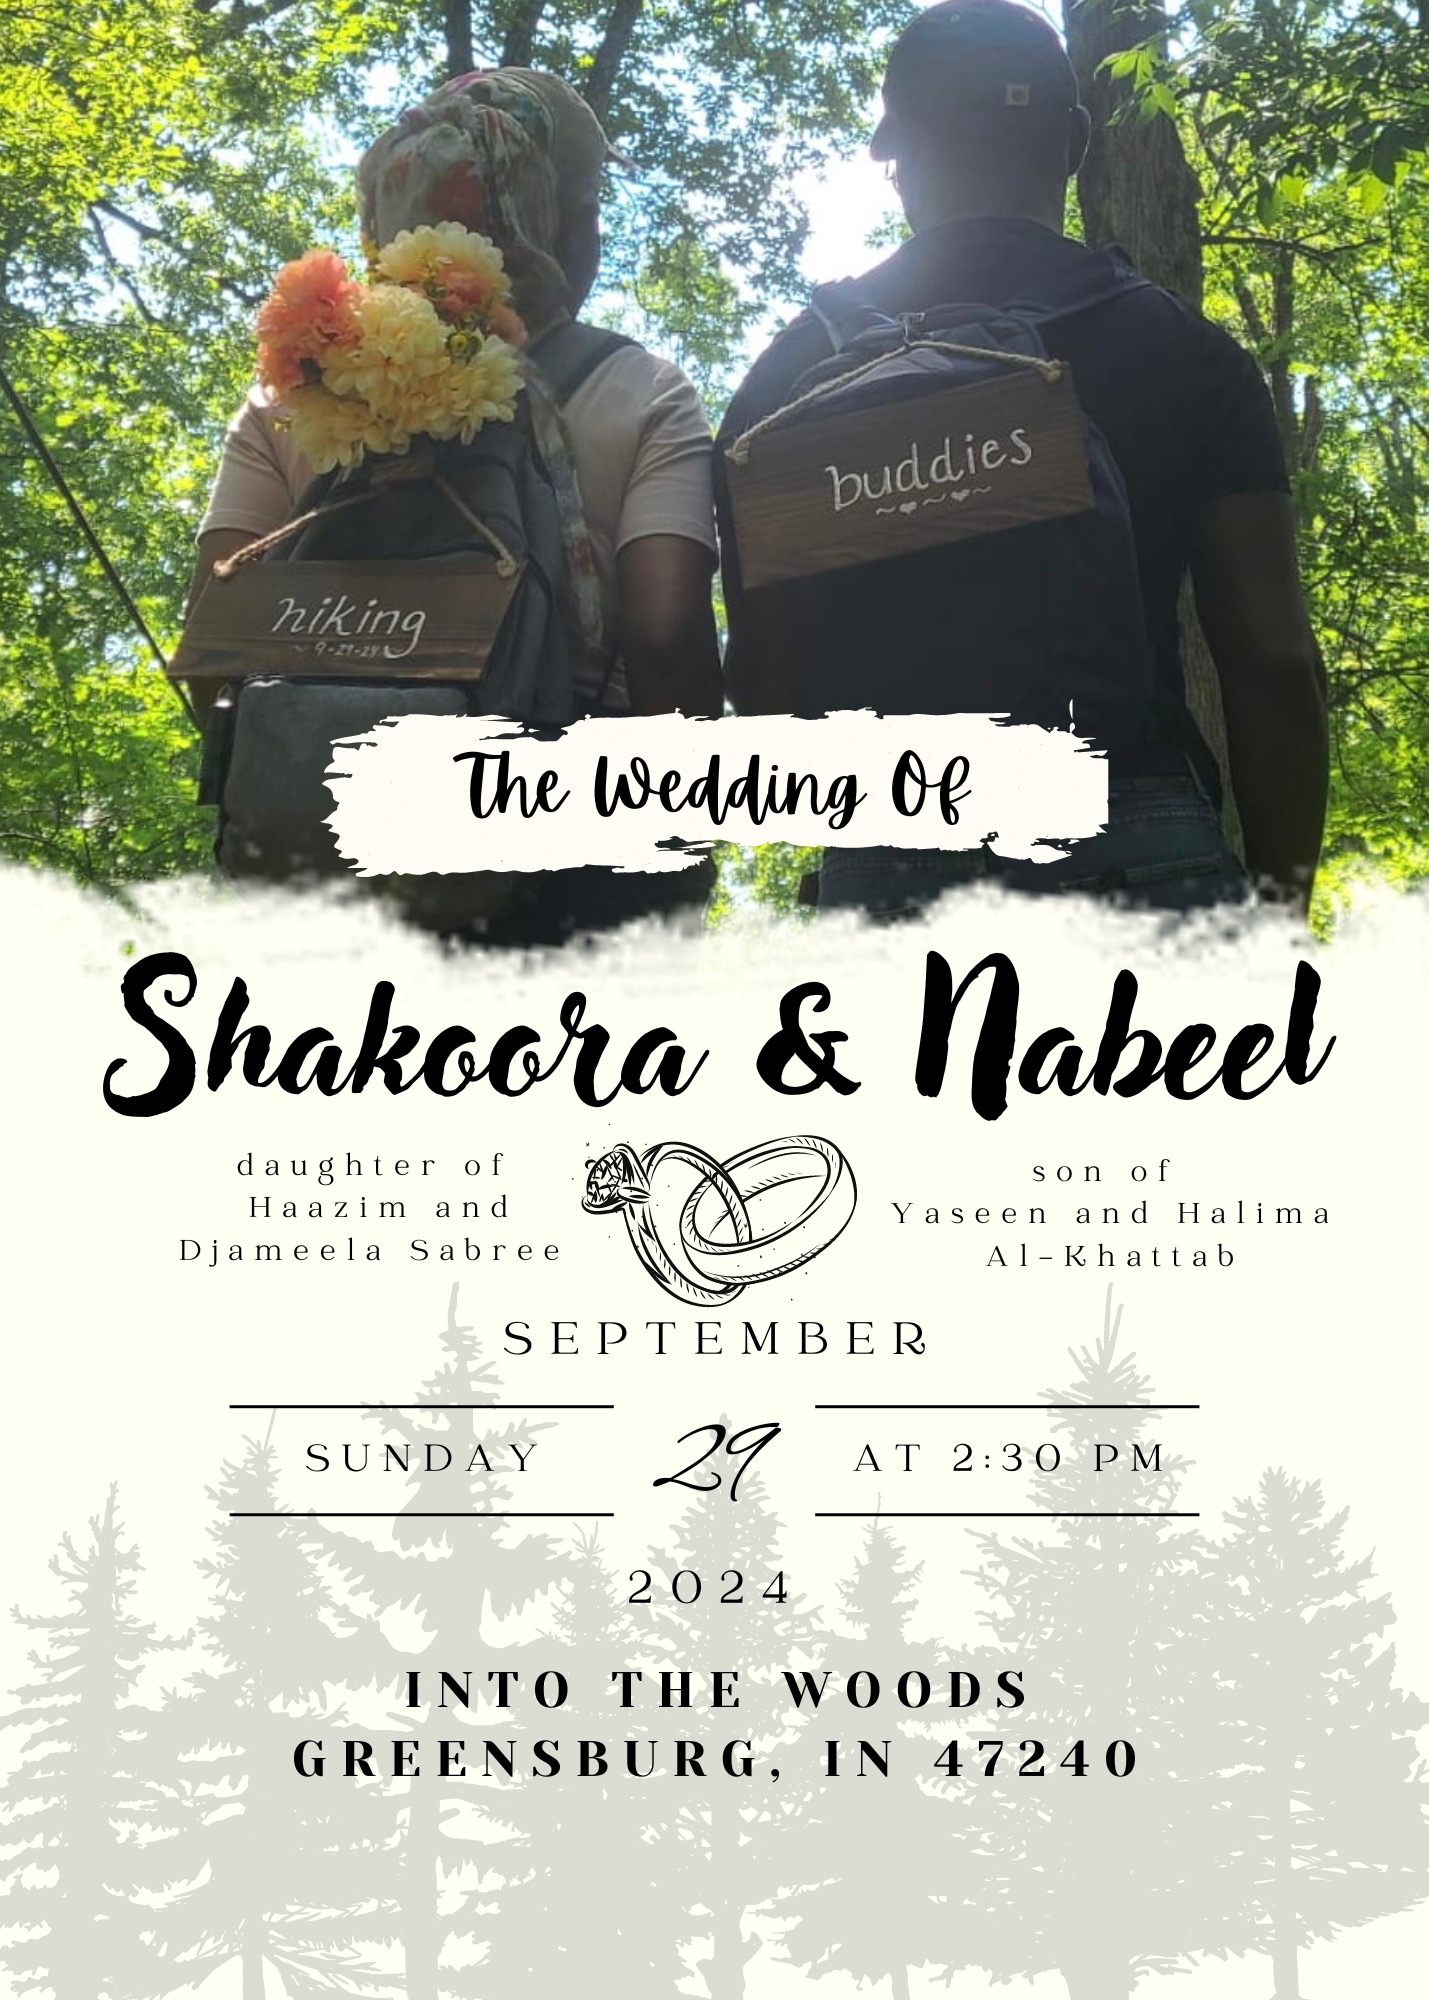 buddies
hiking
~ 9-29-24
The Wedding Of
Shakoora & Nabeel
daughter of
Haazim and
Djameela Sabree
son of
Yaseen and Halima
Al-Khattab
SEPTEMBER
SUNDAY
29
AT 2:30 PM
2024
INTO THE WOODS
GREENSBURG, IN 47240